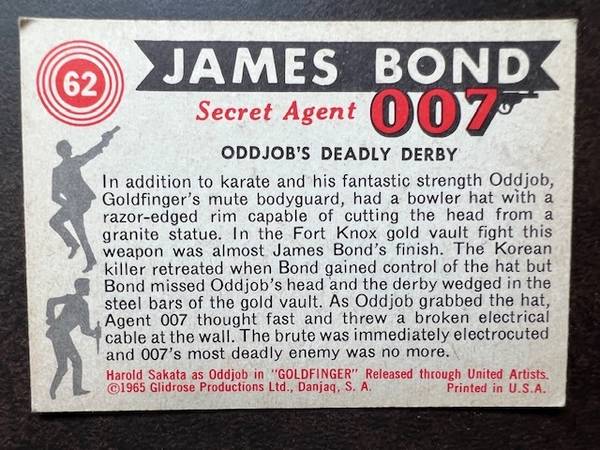 62
JAMES BOND
Secret Agent 007
ODDJOB'S DEADLY DERBY
In addition to karate and his fantastic strength Oddjob,
Goldfinger's mute bodyguard, had a bowler hat with a
razor-edged rim capable of cutting the head from a
granite statue. In the Fort Knox gold vault fight this
weapon was almost James Bond's finish. The Korean
killer retreated when Bond gained control of the hat but
Bond missed Oddjob's head and the derby wedged in the
steel bars of the gold vault. As Oddjob grabbed the hat,
Agent 007 thought fast and threw a broken electrical
cable at the wall. The brute was immediately electrocuted
and 007's most deadly enemy was no more.
Harold Sakata as Oddjob in "GOLDFINGER" Released through United Artists.
©1965 Glidrose Productions Ltd., Danjaq, S. A. Printed in U.S.A.